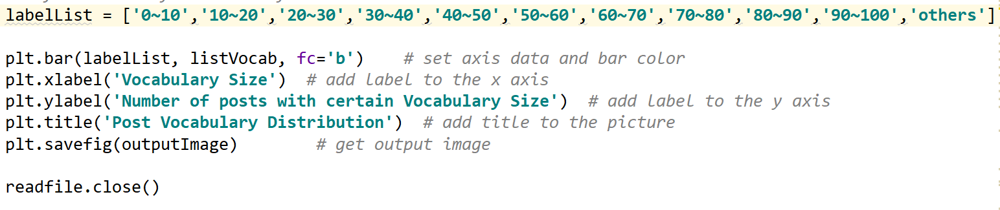 labelList = ['0~10','10~20','20~30','30~40','40~50','50~60','60~70','70~80','80~90','90~100','others']
plt.bar(labelList, listVocab, fc='b')    # set axis data and bar color
plt.xlabel('Vocabulary Size')  # add label to the x axis
plt.ylabel('Number of posts with certain Vocabulary Size')  # add label to the y axis
plt.title('Post Vocabulary Distribution')  # add title to the picture
plt.savefig(outputImage)        # get output image
readfile.close()